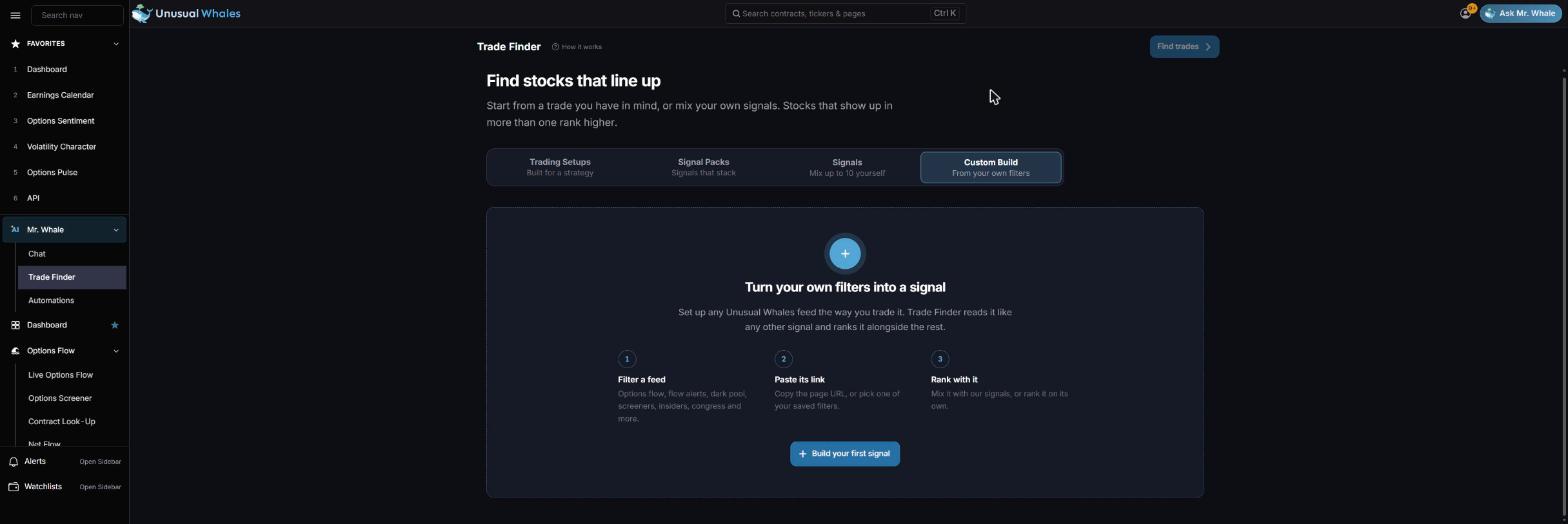 Search nav
Unusual Whales
Search contracts, tickers & pages
Ctrl K
9+
Ask Mr. Whale
FAVORITES
1 Dashboard
2 Earnings Calendar
3 Options Sentiment
4 Volatility Character
5 Options Pulse
6 API
AI Mr. Whale
Chat
Trade Finder
Automations
Dashboard
Options Flow
Live Options Flow
Options Screener
Contract Look-Up
Net Flow
Alerts Open Sidebar
Watchlists Open Sidebar
Trade Finder
? How it works
Find trades
Find stocks that line up
Start from a trade you have in mind, or mix your own signals. Stocks that show up in
more than one rank higher.
Trading Setups
Built for a strategy
Signal Packs
Signals that stack
Signals
Mix up to 10 yourself
Custom Build
From your own filters
+
Turn your own filters into a signal
Set up any Unusual Whales feed the way you trade it. Trade Finder reads it like
any other signal and ranks it alongside the rest.
1
Filter a feed
Options flow, flow alerts, dark pool,
screeners, insiders, congress and
more.
2
Paste its link
Copy the page URL, or pick one of
your saved filters.
3
Rank with it
Mix it with our signals, or rank it on its
own.
+ Build your first signal